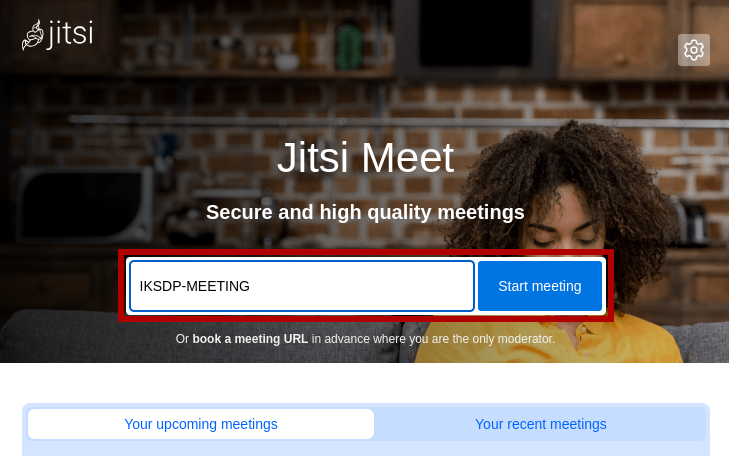 jitsi
Jitsi Meet
Secure and high quality meetings
IKSDP-MEETING Start meeting
Or book a meeting URL in advance where you are the only moderator.
Your upcoming meetings Your recent meetings